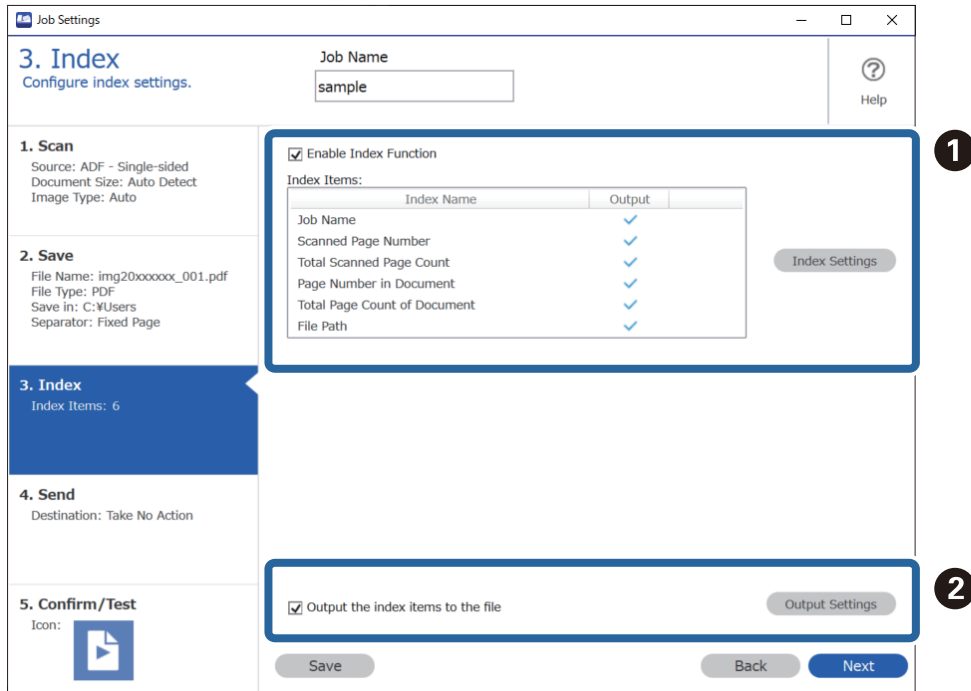 Job Settings
3. Index
Configure index settings.
Job Name
sample
Help
1. Scan
Source: ADF - Single-sided
Document Size: Auto Detect
Image Type: Auto
2. Save
File Name: img20xxxxxx_001.pdf
File Type: PDF
Save in: C:¥Users
Separator: Fixed Page
3. Index
Index Items: 6
4. Send
Destination: Take No Action
5. Confirm/Test
Icon:
1
Enable Index Function
Index Items:
Index Name Output
Job Name
Scanned Page Number
Total Scanned Page Count
Page Number in Document
Total Page Count of Document
File Path
Index Settings
2
Output the index items to the file
Output Settings
Save
Back
Next